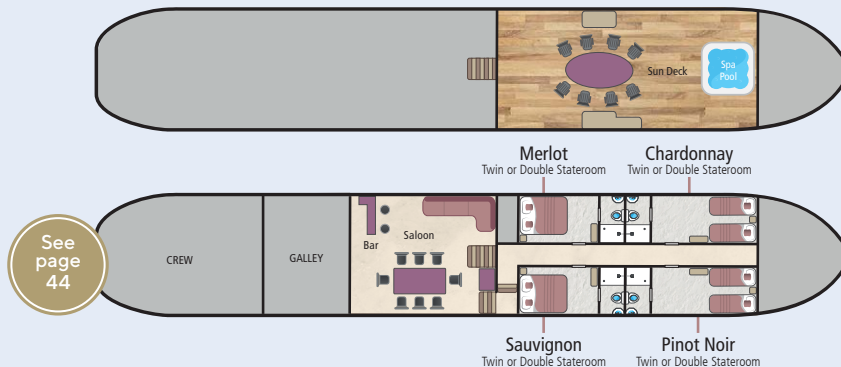 Spa
Pool
Sun Deck
Merlot
Twin or Double Stateroom
Chardonnay
Twin or Double Stateroom
See
page
44
CREW
GALLEY
Bar
Saloon
Sauvignon
Twin or Double Stateroom
Pinot Noir
Twin or Double Stateroom